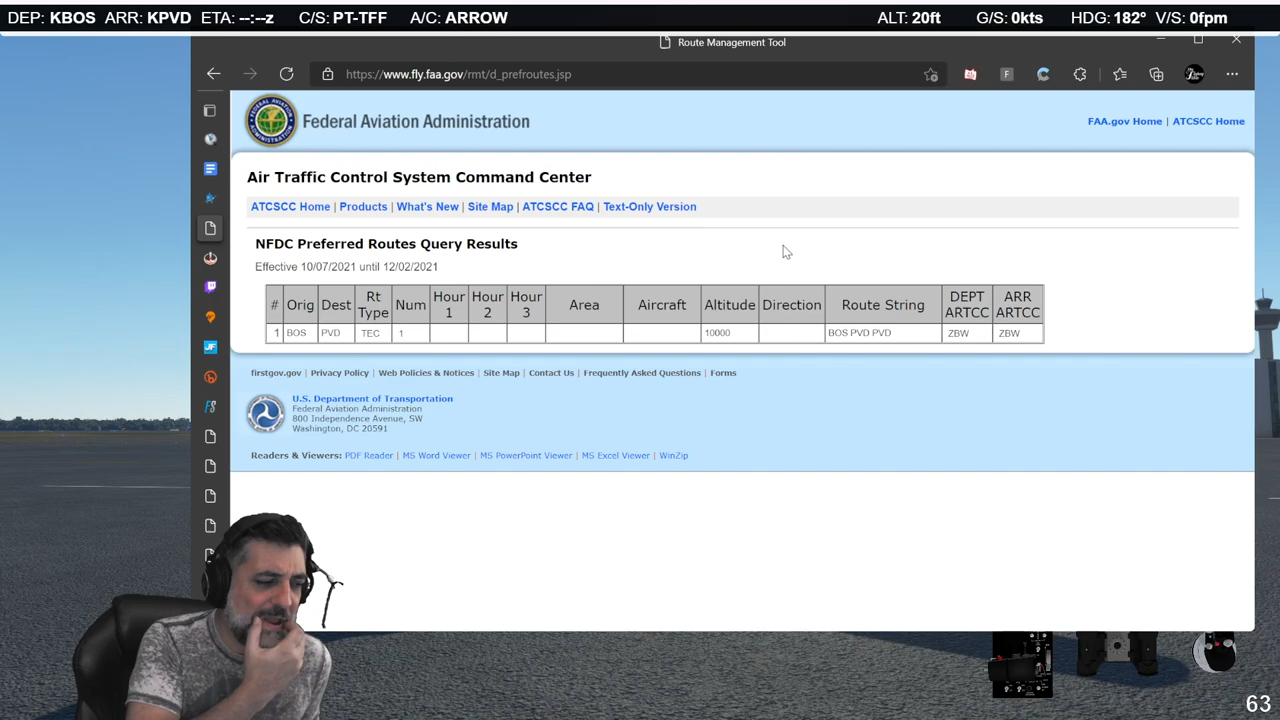 DEP: KBOS ARR: KPVD ETA: --:--z C/S: PT-TFF A/C: ARROW ALT: 20ft G/S: 0kts HDG: 182° V/S: 0fpm
Route Management Tool
https://www.fly.faa.gov/rmt/d_prefroutes.jsp
Federal Aviation Administration
FAA.gov Home | ATCSCC Home
Air Traffic Control System Command Center
ATCSCC Home | Products | What's New | Site Map | ATCSCC FAQ | Text-Only Version
NFDC Preferred Routes Query Results
Effective 10/07/2021 until 12/02/2021
# Orig Dest Rt Type Num Hour 1 Hour 2 Hour 3 Area Aircraft Altitude Direction Route String DEPT ARTCC ARR ARTCC
1 BOS PVD TEC 1 10000 BOS PVD PVD ZBW ZBW
firstgov.gov | Privacy Policy | Web Policies & Notices | Site Map | Contact Us | Frequently Asked Questions | Forms
U.S. Department of Transportation
Federal Aviation Administration
800 Independence Avenue, SW
Washington, DC 20591
Readers & Viewers: PDF Reader | MS Word Viewer | MS PowerPoint Viewer | MS Excel Viewer | WinZip
63